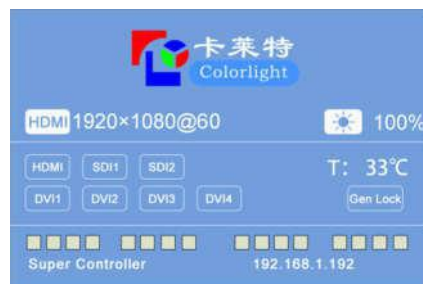 卡莱特
Colorlight
HDMI 1920×1080@60 100%
HDMI SDI1 SDI2 T: 33℃
DVI1 DVI2 DVI3 DVI4 Gen Lock
Super Controller 192.168.1.192